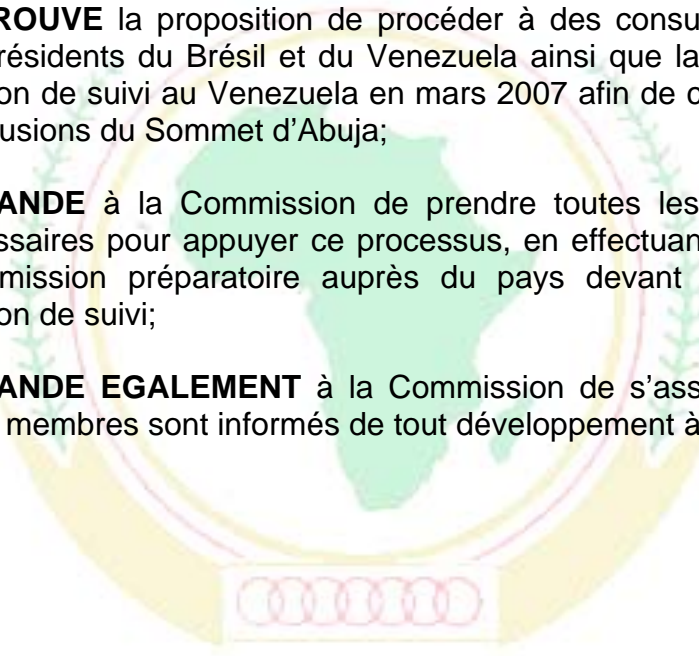 ROUVE la proposition de procéder à des consu
résidents du Brésil et du Venezuela ainsi que la
on de suivi au Venezuela en mars 2007 afin de c
usions du Sommet d’Abuja;
ANDE à la Commission de prendre toutes les
ssaires pour appuyer ce processus, en effectuan
mission préparatoire auprès du pays devant
on de suivi;
ANDE EGALEMENT à la Commission de s’ass
membres sont informés de tout développement à